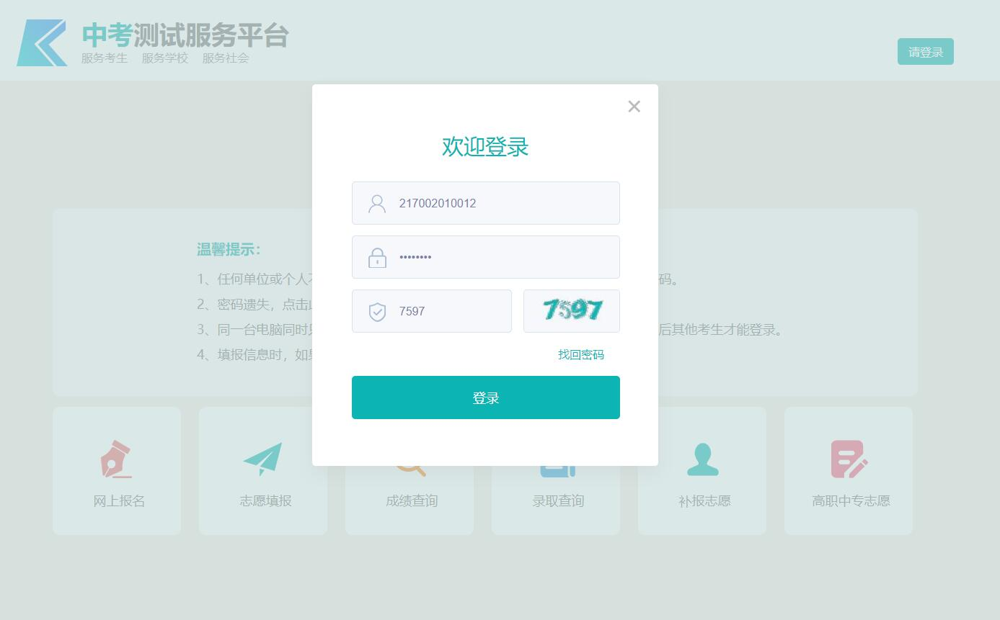 中考测试服务平台
服务考生 服务学校 服务社会
请登录
欢迎登录
217002010012
••••••••
7597
7597
找回密码
登录
温馨提示：
1、任何单位或个人 码。
2、密码遗失，点击
3、同一台电脑同时 后其他考生才能登录。
4、填报信息时，如
网上报名
志愿填报
成绩查询
录取查询
补报志愿
高职中专志愿